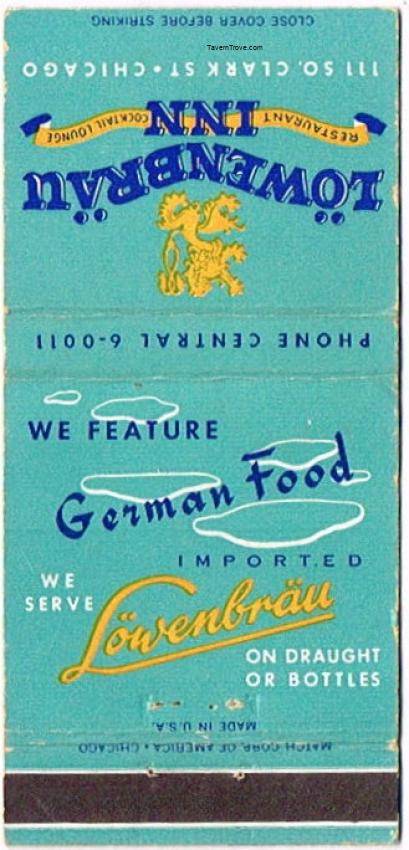 CLOSE COVER BEFORE STRIKING
TavernTrove.com
111 SO. CLARK ST • CHICAGO
RESTAURANT INN COCKTAIL LOUNGE
LÖWENBRÄU
PHONE CENTRAL 6-0011
WE FEATURE
German Food
IMPORTED
WE
SERVE
Löwenbräu
ON DRAUGHT
OR BOTTLES
MADE IN U.S.A.
MATCH CORP. OF AMERICA • CHICAGO